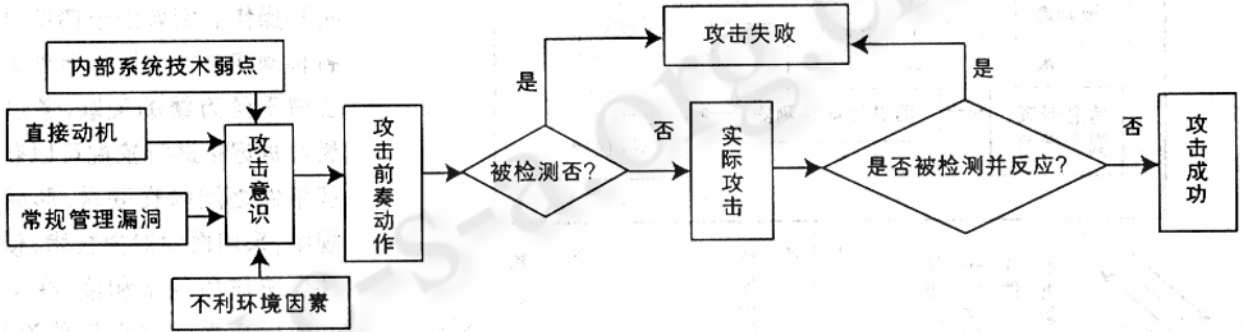 攻击失败
内部系统技术弱点
是
是
直接动机
攻击意识
攻击前奏动作
被检测否?
否
实际攻击
是否被检测并反应?
否
攻击成功
常规管理漏洞
不利环境因素